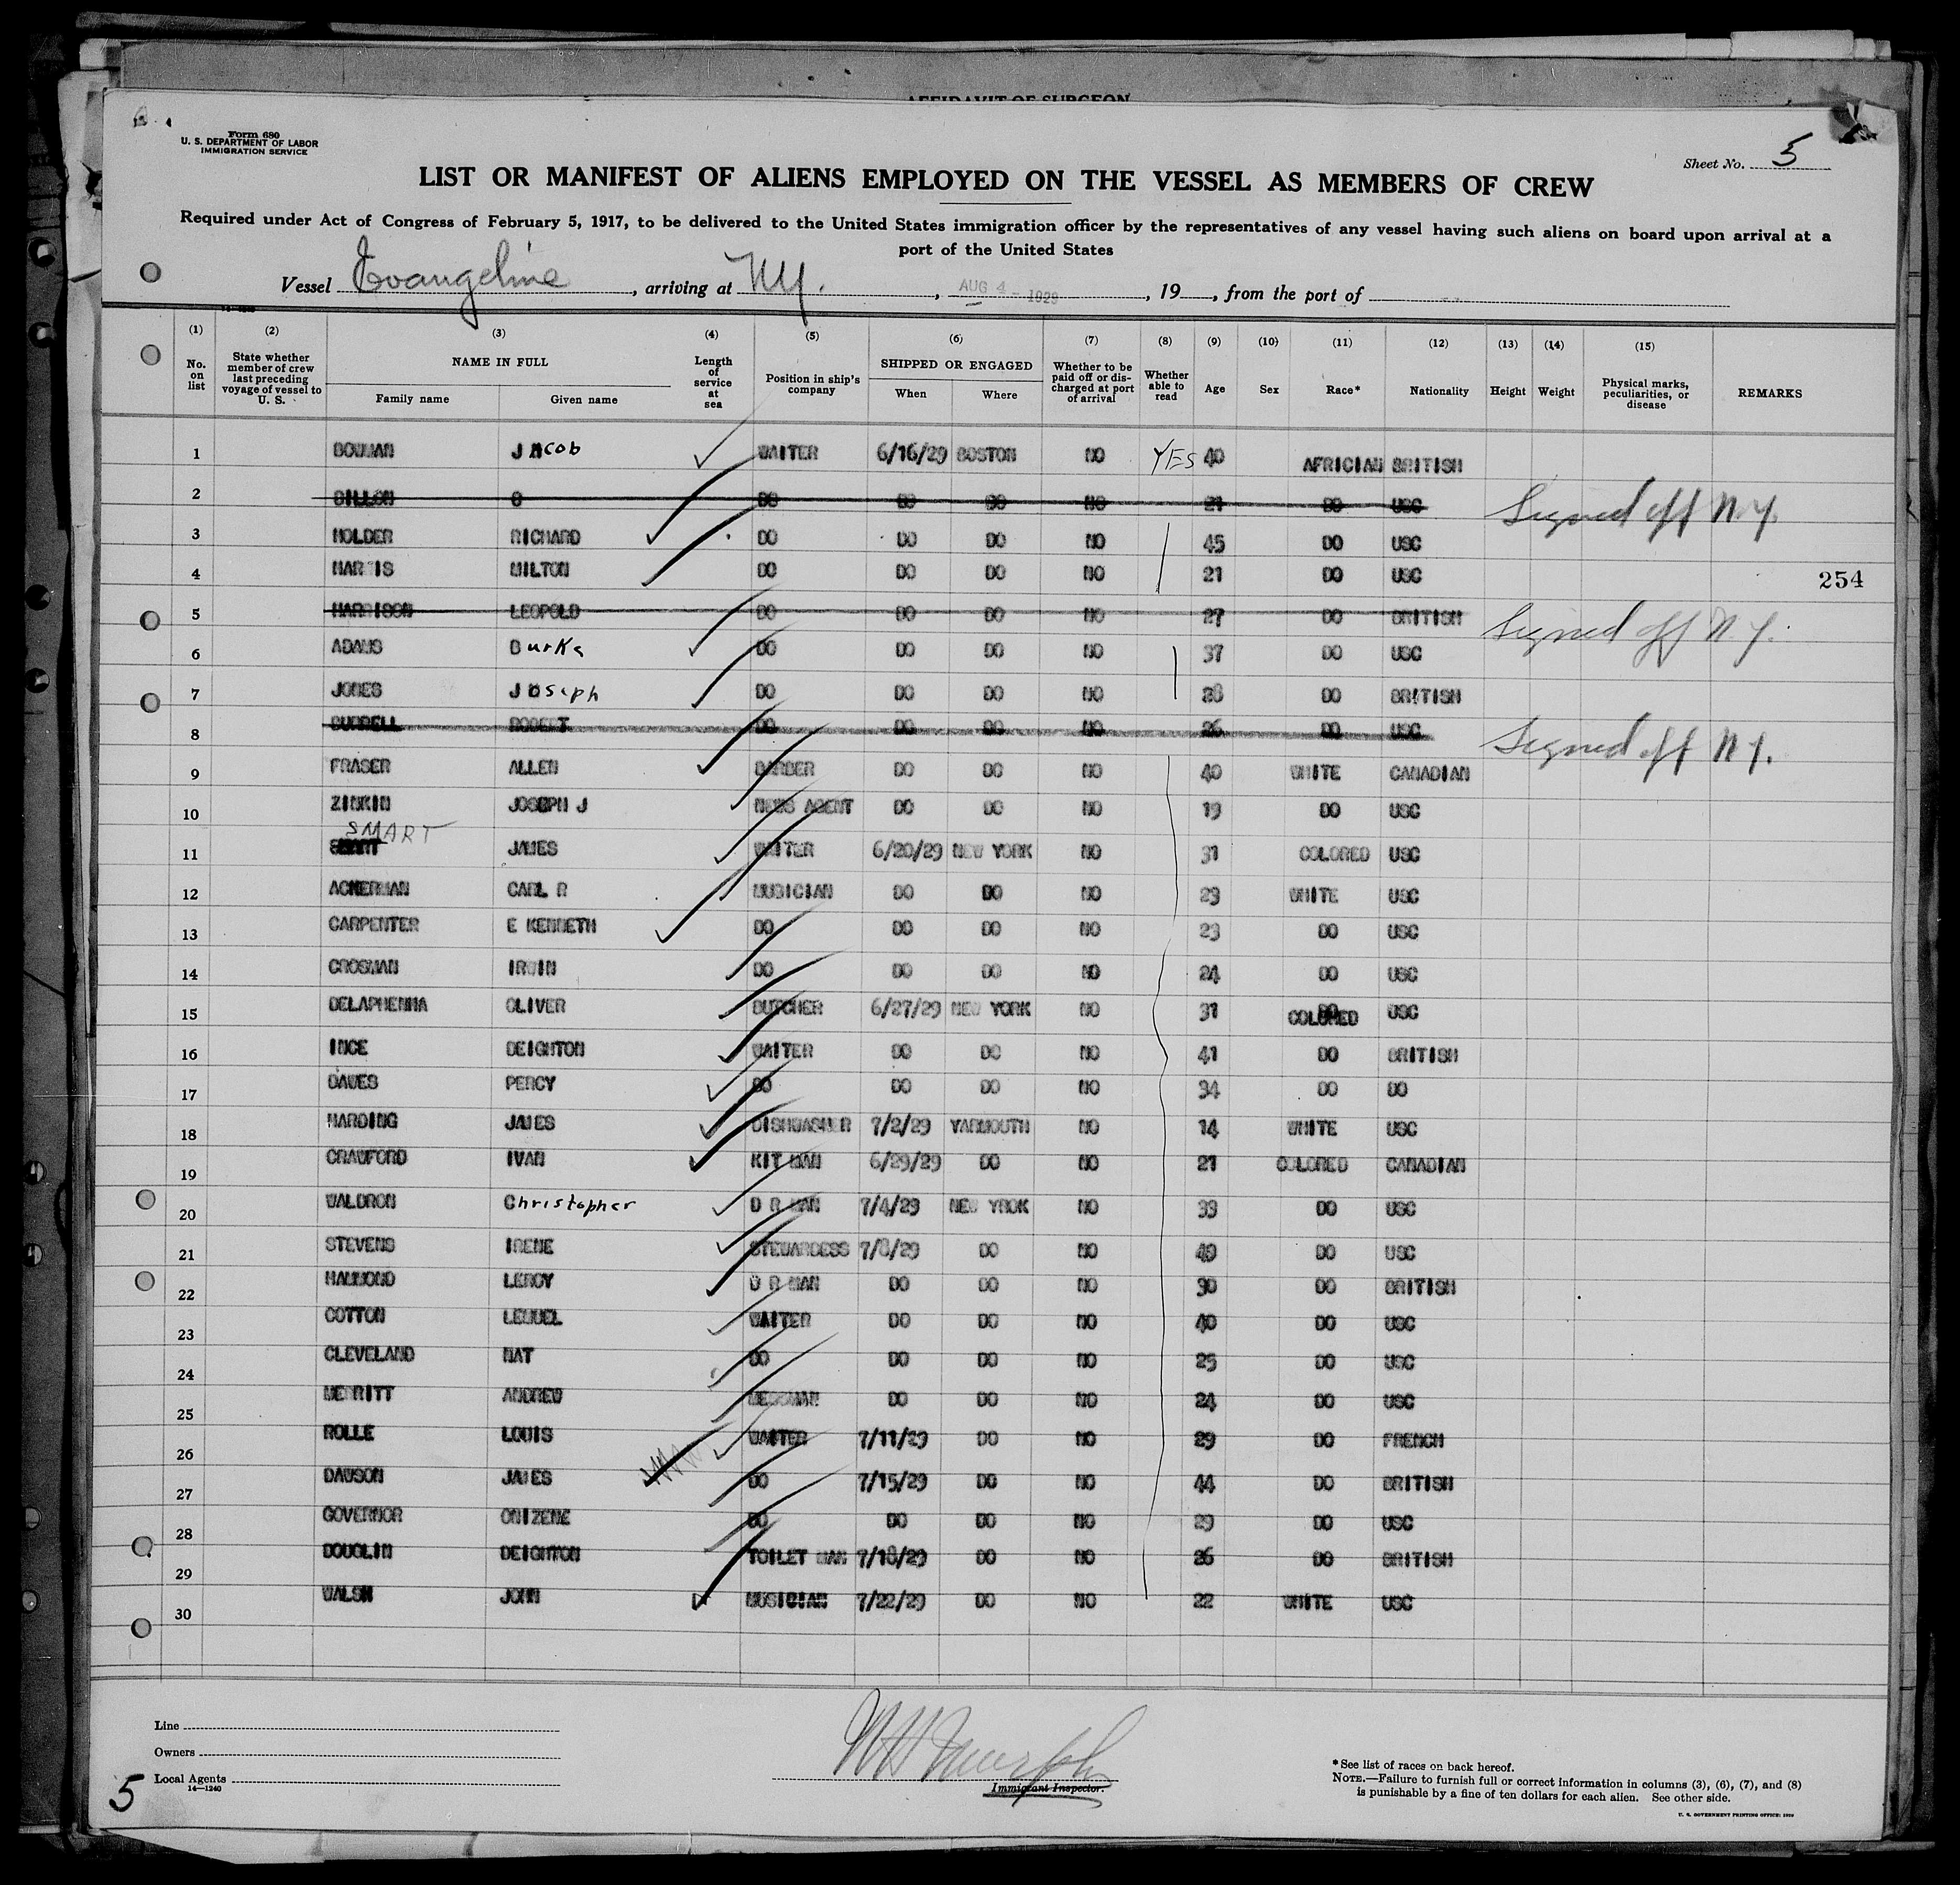 AFFIDAVIT OF SURGEON
Form 680
U. S. DEPARTMENT OF LABOR
IMMIGRATION SERVICE
Sheet No. 5
LIST OR MANIFEST OF ALIENS EMPLOYED ON THE VESSEL AS MEMBERS OF CREW
Required under Act of Congress of February 5, 1917, to be delivered to the United States immigration officer by the representatives of any vessel having such aliens on board upon arrival at a
port of the United States
Vessel Evangeline, arriving at NY., AUG 4 - 1929, 19, from the port of
(1) (2) (3) (4) (5) (6) (7) (8) (9) (10) (11) (12) (13) (14) (15)
No. on list State whether member of crew last preceding voyage of vessel to U. S. NAME IN FULL Family name Given name Length of service at sea Position in ship's company SHIPPED OR ENGAGED When Where Whether to be paid off or discharged at port of arrival Whether able to read Age Sex Race* Nationality Height Weight Physical marks, peculiarities, or disease REMARKS
1 BOWMAN JAcob WAITER 6/16/29 BOSTON NO YES 40 AFRICIAN BRITISH
2 DILLON DO DO DO NO 21 DO USC Signed off N.Y.
3 HOLDER RICHARD DO DO DO NO 45 DO USC
4 HARTIS MILTON DO DO DO NO 21 DO USC
254
5 HARRISON LEOPOLD DO DO DO NO 27 DO BRITISH Signed off N.Y.
6 ADAMS Burke DO DO DO NO 37 DO USC
7 JONES Joseph DO DO DO NO 28 DO BRITISH
8 BURRELL ROBERT DO DO DO NO 26 DO USC Signed off N.Y.
9 FRASER ALLEN BARBER DO DO NO 40 WHITE CANADIAN
10 ZINKIN JOSEPH J NEWS AGENT DO DO NO 19 DO USC
SMART
11 JAMES WAITER 6/20/29 NEW YORK NO 31 COLORED USC
12 ACKERMAN CARL R MUSICIAN DO DO NO 23 WHITE USC
13 CARPENTER E KENNETH DO DO DO NO 23 DO USC
14 CROSMAN IRWIN DO DO DO NO 24 DO USC
15 DELAPHENHA OLIVER BUTCHER 6/27/29 NEW YORK NO 31 COLORED USC
16 INCE DEIGHTON WAITER DO DO NO 41 DO BRITISH
17 DAWES PERCY DO DO DO NO 34 DO DO
18 HARDING JAMES DISHWASHER 7/2/29 YARMOUTH NO 14 WHITE USC
19 CRAWFORD IVAN KIT MAN 6/29/29 DO NO 21 COLORED CANADIAN
20 WALDRON Christopher D R MAN 7/4/29 NEW YROK NO 39 DO USC
21 STEVENS IRENE STEWARDESS 7/8/29 DO NO 40 DO USC
22 HAMMOND LEROY D R MAN DO DO NO 30 DO BRITISH
23 COTTON LEMUEL WAITER DO DO NO 40 DO USC
24 CLEVELAND NAT DO DO DO NO 25 DO USC
25 MERRITT ANDREW MESSMAN DO DO NO 24 DO USC
26 ROLLE LOUIS WAITER 7/11/29 DO NO 29 DO FRENCH
27 DAWSON JAMES DO 7/15/29 DO NO 44 DO BRITISH
28 GOVERNOR ONIZENE DO DO DO NO 29 DO USC
29 DOUGLIN DEIGHTON TOILET MAN 7/18/29 DO NO 26 DO BRITISH
30 WALSH JOHN MUSICIAN 7/22/29 DO NO 22 WHITE USC
Line
Owners
Local Agents
14—1240
5
Immigrant Inspector.
*See list of races on back hereof.
NOTE.—Failure to furnish full or correct information in columns (3), (6), (7), and (8)
is punishable by a fine of ten dollars for each alien. See other side.
U. S. GOVERNMENT PRINTING OFFICE: 1929